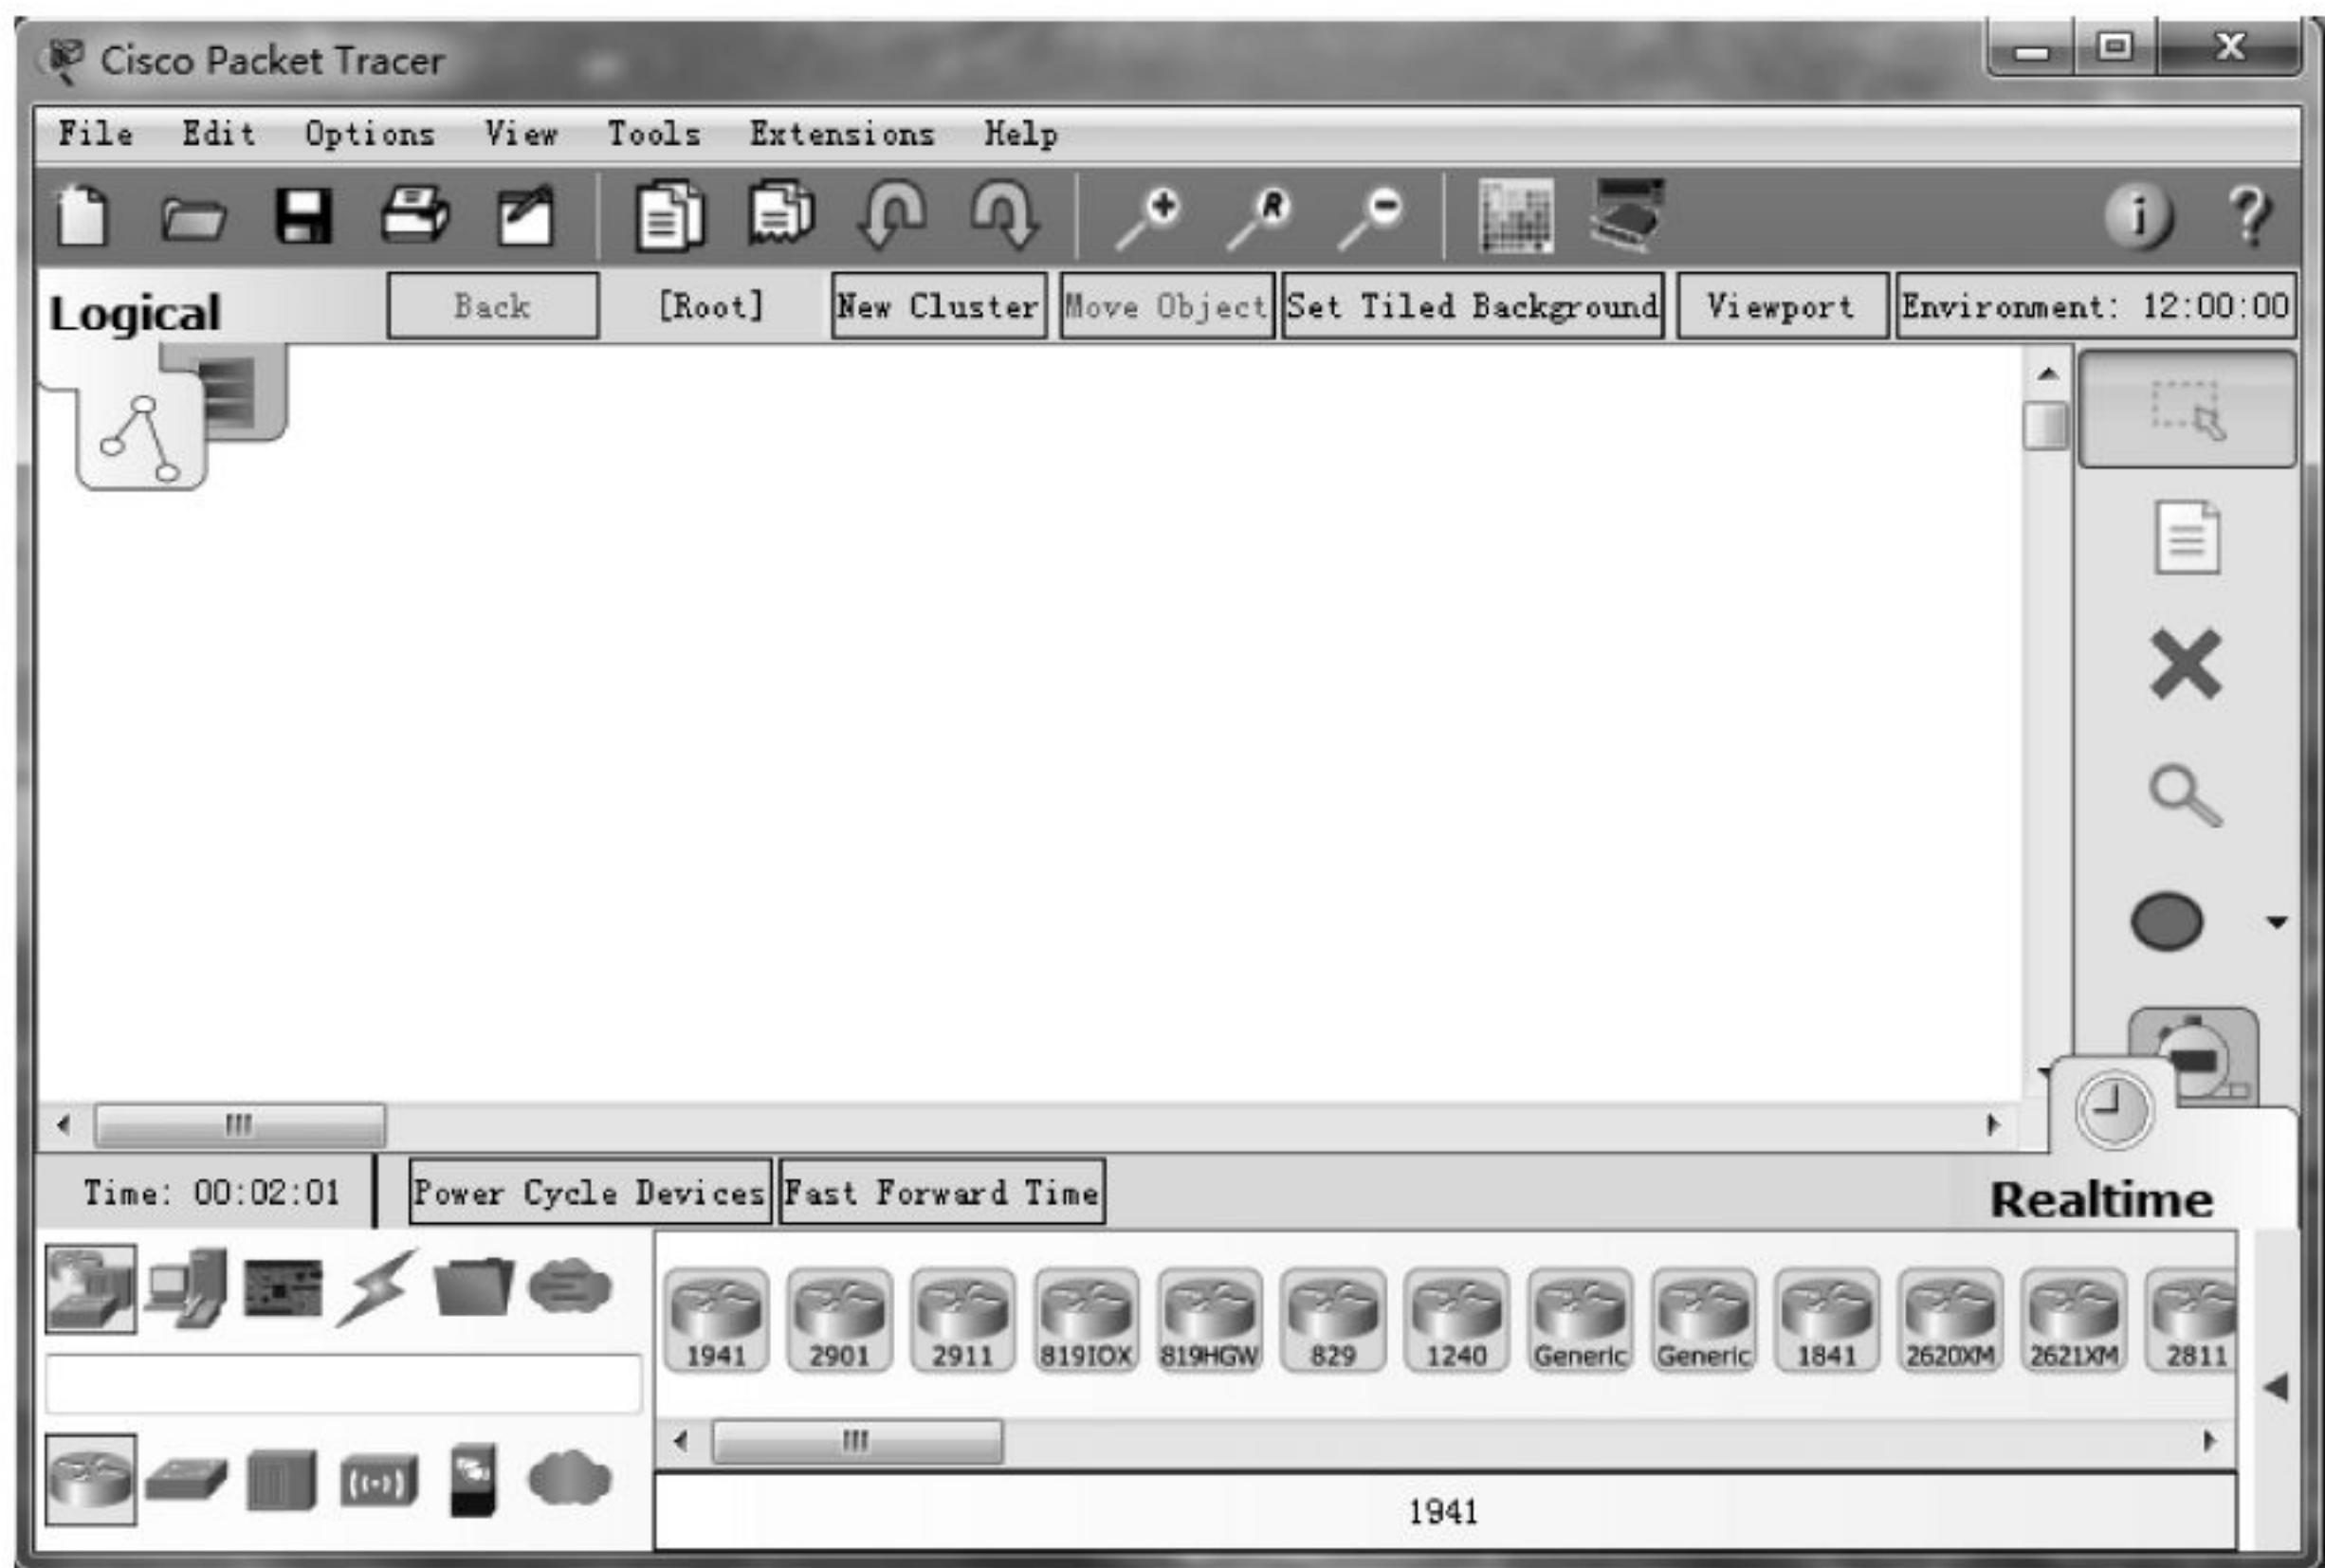 Cisco Packet Tracer
File Edit Options View Tools Extensions Help
R
i ?
Logical Back [Root] New Cluster Move Object Set Tiled Background Viewport Environment: 12:00:00
Time: 00:02:01 Power Cycle Devices Fast Forward Time Realtime
1941 2901 2911 819IOX 819HGW 829 1240 Generic Generic 1841 2620XM 2621XM 2811
1941